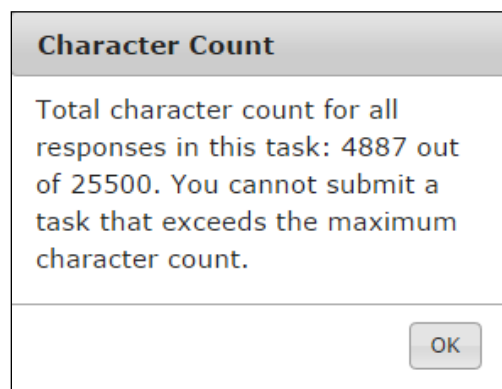 Character Count
Total character count for all
responses in this task: 4887 out
of 25500. You cannot submit a
task that exceeds the maximum
character count.
OK